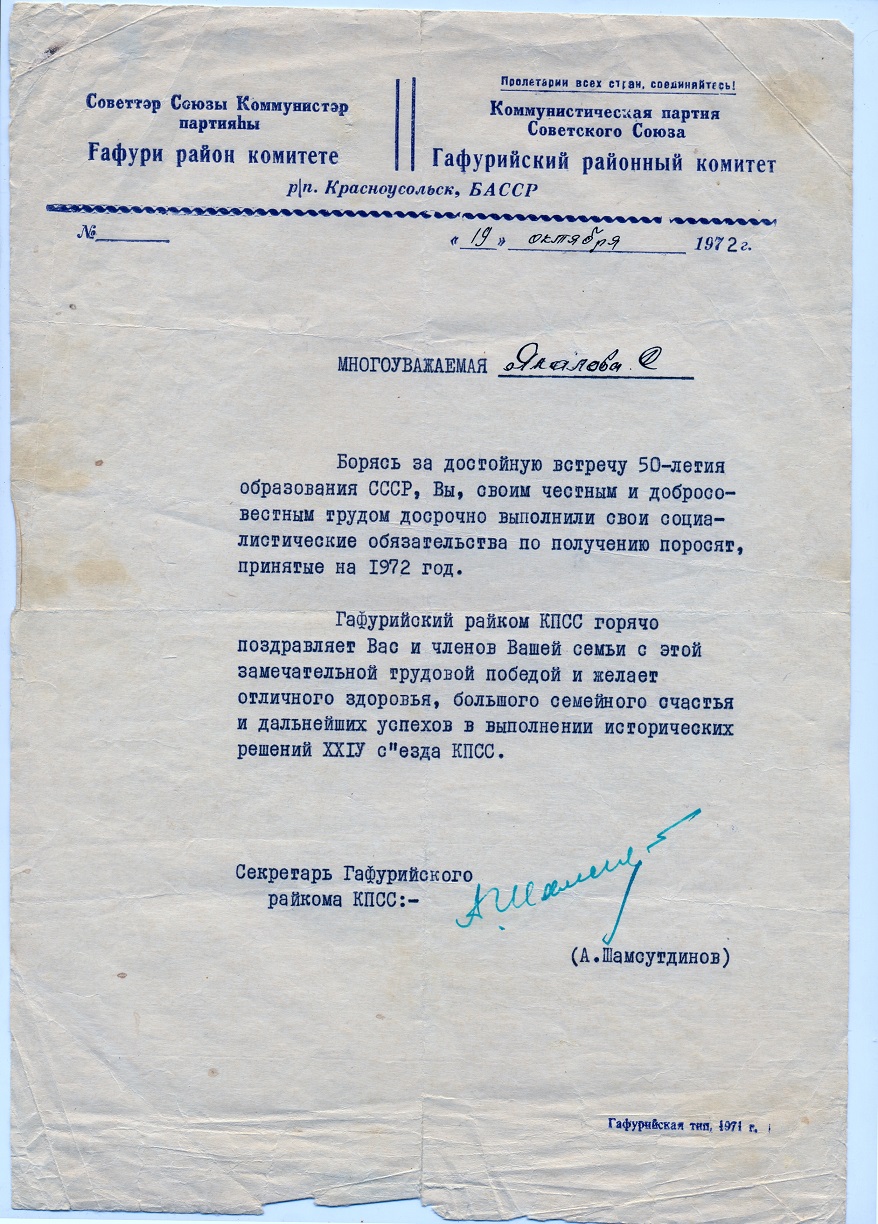 Советтәр Союзы Коммунистәр
партияһы
Ғафури район комитете
Пролетарии всех стран, соединяйтесь!
Коммунистическая партия
Советского Союза
Гафурийский районный комитет
р|п. Красноусольск, БАССР
№
« 19 » октября 1972 г.
МНОГОУВАЖАЕМАЯ
Борясь за достойную встречу 50-летия
образования СССР, Вы, своим честным и добросо-
вестным трудом досрочно выполнили свои социа-
листические обязательства по получению поросят,
принятые на 1972 год.
Гафурийский райком КПСС горячо
поздравляет Вас и членов Вашей семьи с этой
замечательной трудовой победой и желает
отличного здоровья, большого семейного счастья
и дальнейших успехов в выполнении исторических
решений ХХІУ с"езда КПСС.
Секретарь Гафурийского
райкома КПСС:-
(А.Шамсутдинов)
Гафурийская тип, 1971 г.